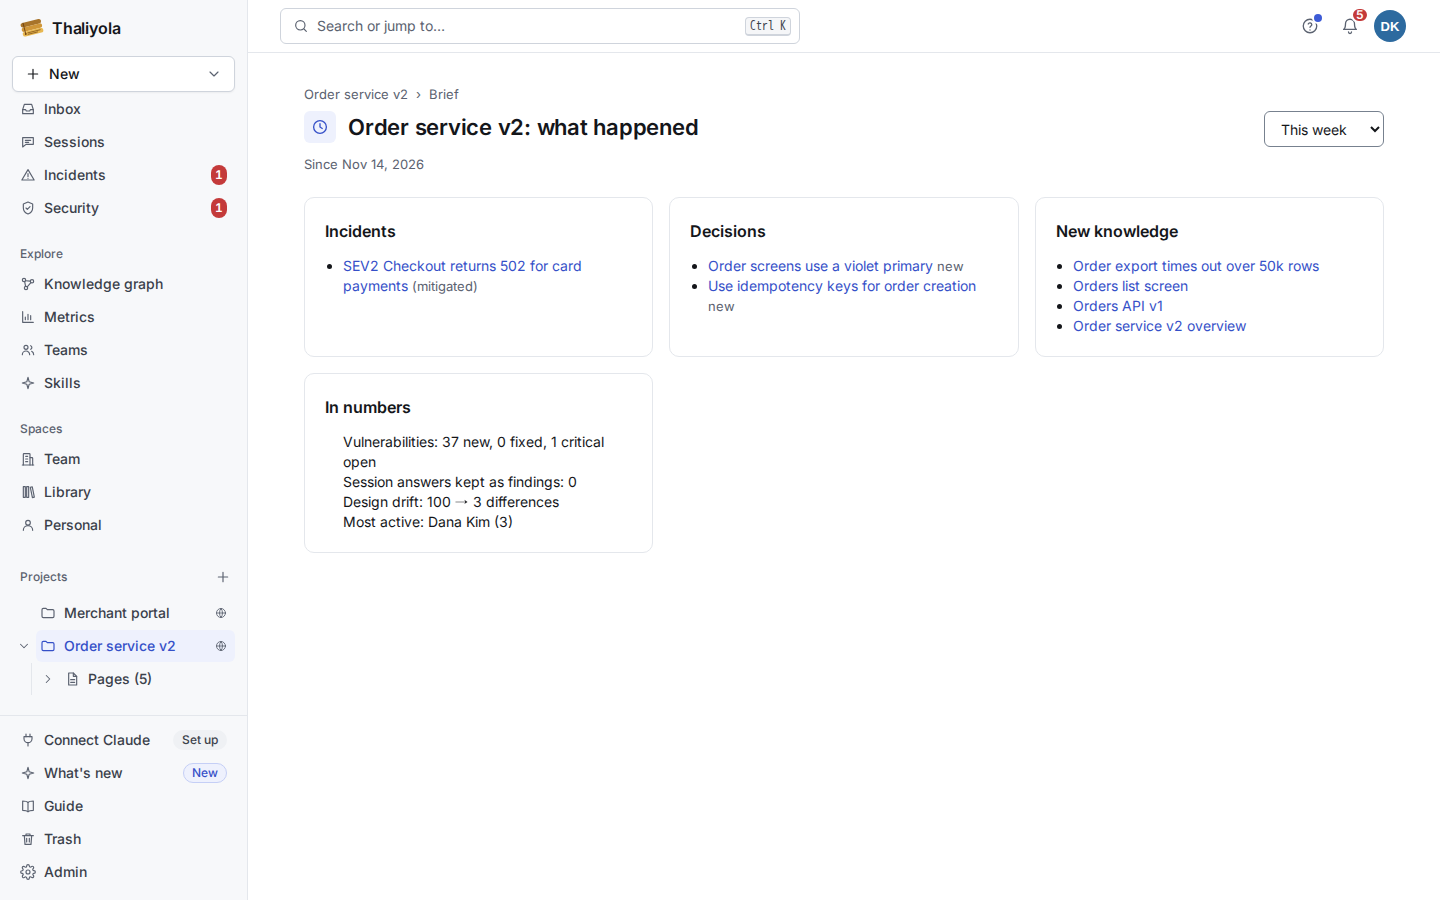 Thaliyola
New
Inbox
Sessions
Incidents 1
Security 1
Explore
Knowledge graph
Metrics
Teams
Skills
Spaces
Team
Library
Personal
Projects
Merchant portal
Order service v2
Pages (5)
Connect Claude Set up
What's new New
Guide
Trash
Admin
Search or jump to... Ctrl K
5
DK
Order service v2 › Brief
Order service v2: what happened
This week
Since Nov 14, 2026
Incidents
SEV2 Checkout returns 502 for card
payments (mitigated)
Decisions
Order screens use a violet primary new
Use idempotency keys for order creation
new
New knowledge
Order export times out over 50k rows
Orders list screen
Orders API v1
Order service v2 overview
In numbers
Vulnerabilities: 37 new, 0 fixed, 1 critical
open
Session answers kept as findings: 0
Design drift: 100 → 3 differences
Most active: Dana Kim (3)